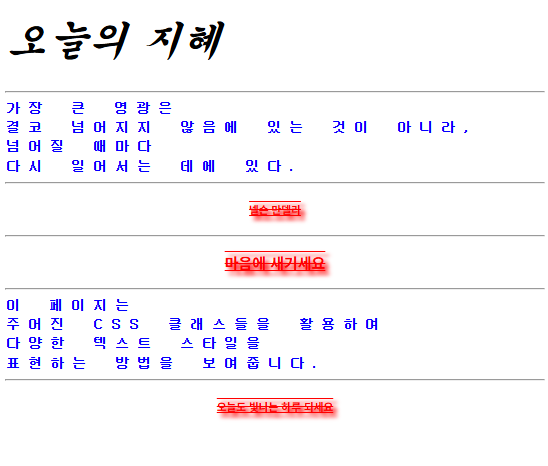 오늘의 지혜
가장 큰 영광은
결코 넘어지지 않음에 있는 것이 아니라,
넘어질 때마다
다시 일어서는 데에 있다.
넬슨 만델라
마음에 새기세요
이 페이지는
주어진 CSS 클래스들을 활용하여
다양한 텍스트 스타일을
표현하는 방법을 보여줍니다.
오늘도 빛나는 하루 되세요